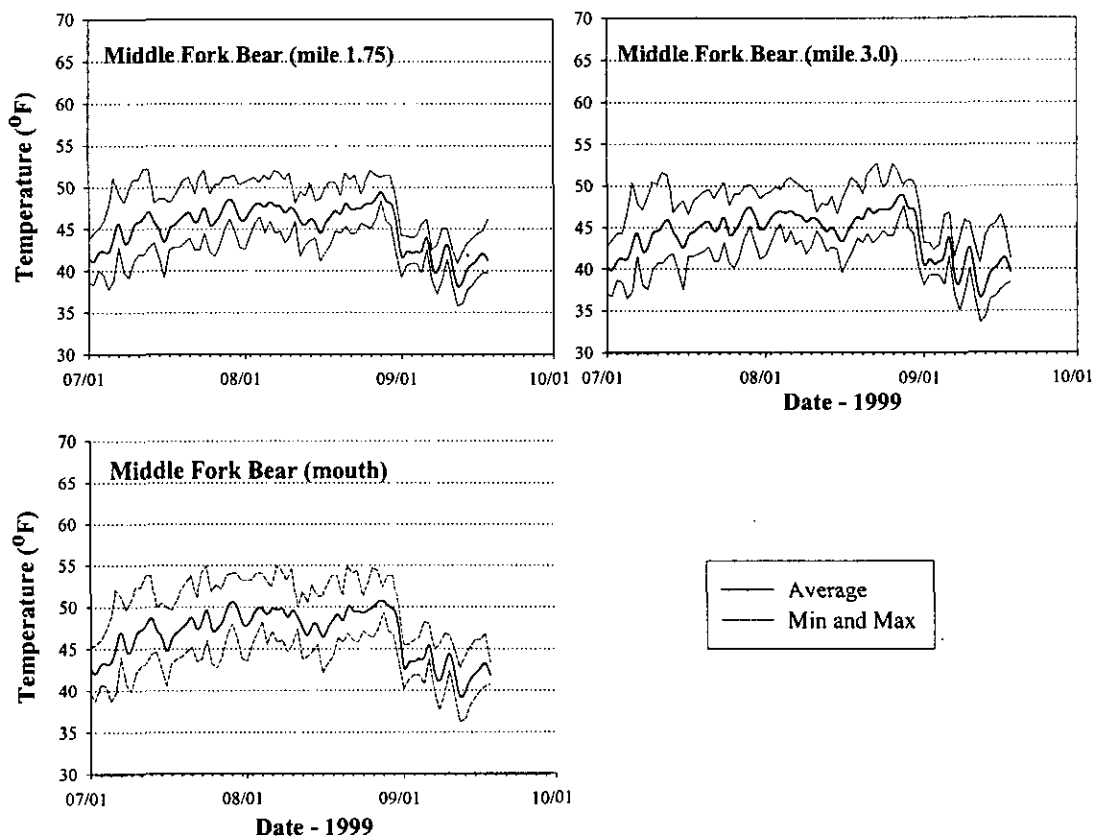 Middle Fork Bear (mile 1.75)
Temperature (°F)
70
65
60
55
50
45
40
35
30
07/01 08/01 09/01 10/01
Middle Fork Bear (mile 3.0)
70
65
60
55
50
45
40
35
30
07/01 08/01 09/01 10/01
Date - 1999
Middle Fork Bear (mouth)
Temperature (°F)
70
65
60
55
50
45
40
35
30
07/01 08/01 09/01 10/01
Date - 1999
Average
Min and Max